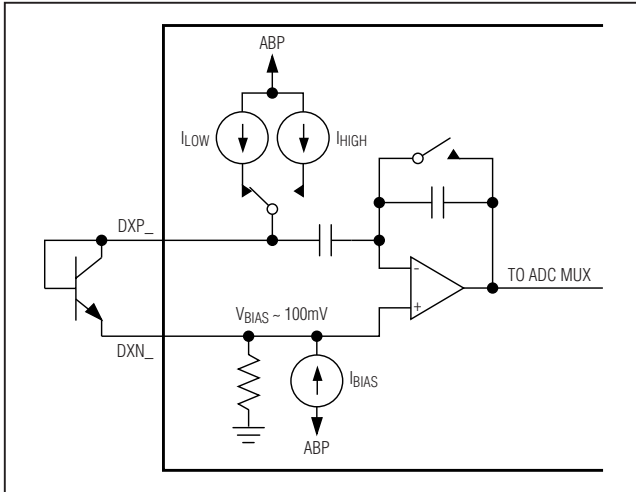 ABP
ILOW
IHIGH
DXP_
-
+
TO ADC MUX
VBIAS ~ 100mV
DXN_
IBIAS
ABP